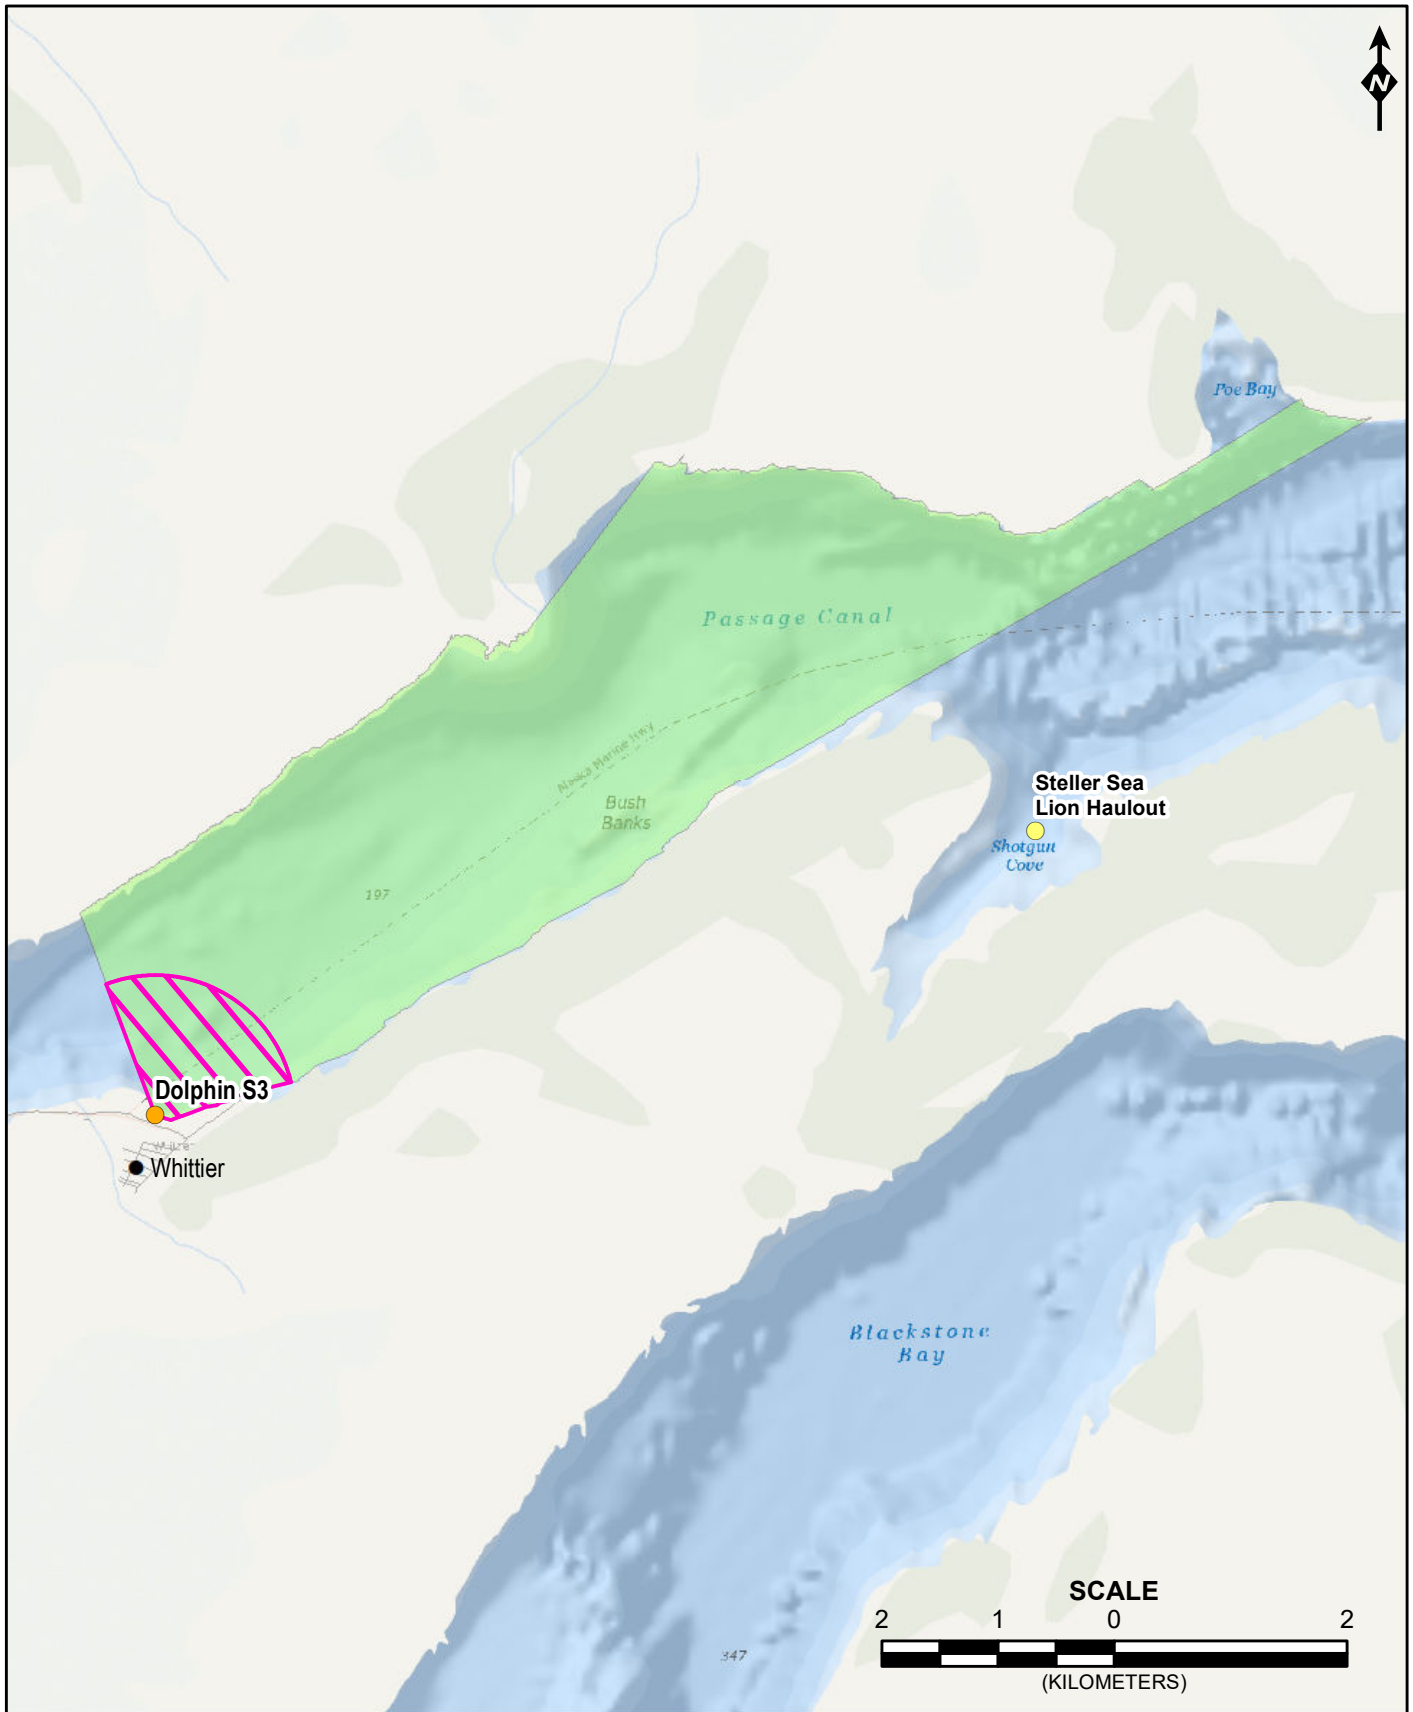 N
Poe Bay
Passage Canal
Alaska Marine Hwy
Steller Sea
Lion Haulout
Bush
Banks
Shotgun
Cove
197
Dolphin S3
Whittier
Blackstone
Bay
SCALE
2 1 0 2
347
(KILOMETERS)